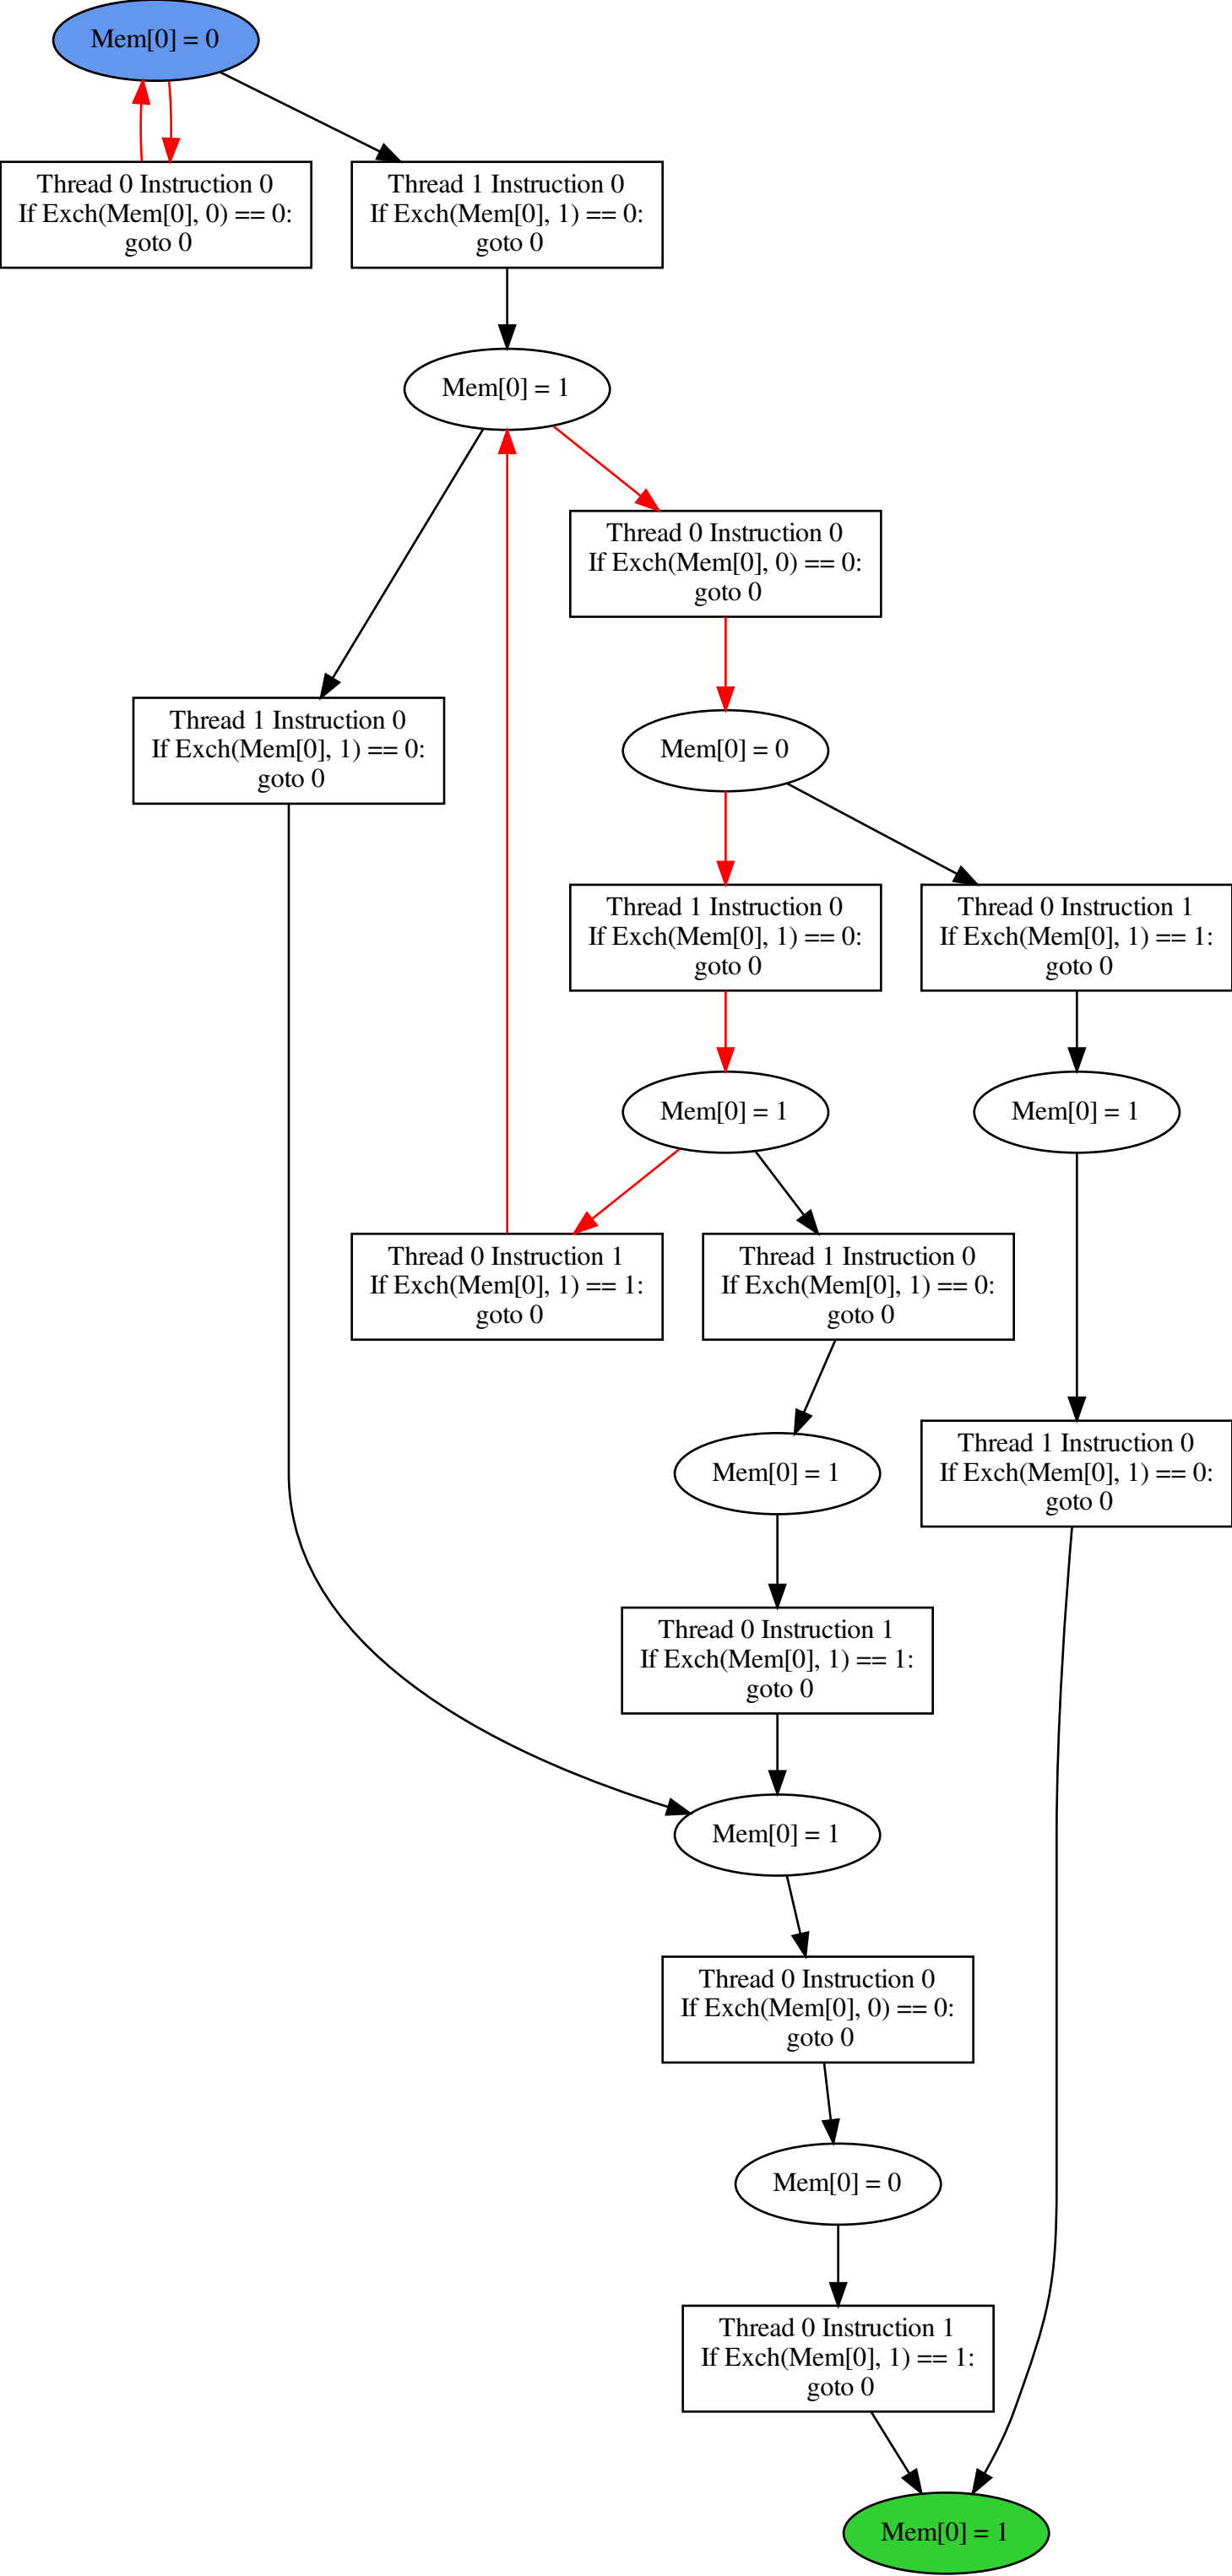 Mem[0] = 0
Thread 0 Instruction 0
If Exch(Mem[0], 0) == 0:
goto 0
Thread 1 Instruction 0
If Exch(Mem[0], 1) == 0:
goto 0
Mem[0] = 1
Thread 0 Instruction 0
If Exch(Mem[0], 0) == 0:
goto 0
Thread 1 Instruction 0
If Exch(Mem[0], 1) == 0:
goto 0
Mem[0] = 0
Thread 1 Instruction 0
If Exch(Mem[0], 1) == 0:
goto 0
Thread 0 Instruction 1
If Exch(Mem[0], 1) == 1:
goto 0
Mem[0] = 1
Mem[0] = 1
Thread 0 Instruction 1
If Exch(Mem[0], 1) == 1:
goto 0
Thread 1 Instruction 0
If Exch(Mem[0], 1) == 0:
goto 0
Mem[0] = 1
Thread 1 Instruction 0
If Exch(Mem[0], 1) == 0:
goto 0
Thread 0 Instruction 1
If Exch(Mem[0], 1) == 1:
goto 0
Mem[0] = 1
Thread 0 Instruction 0
If Exch(Mem[0], 0) == 0:
goto 0
Mem[0] = 0
Thread 0 Instruction 1
If Exch(Mem[0], 1) == 1:
goto 0
Mem[0] = 1